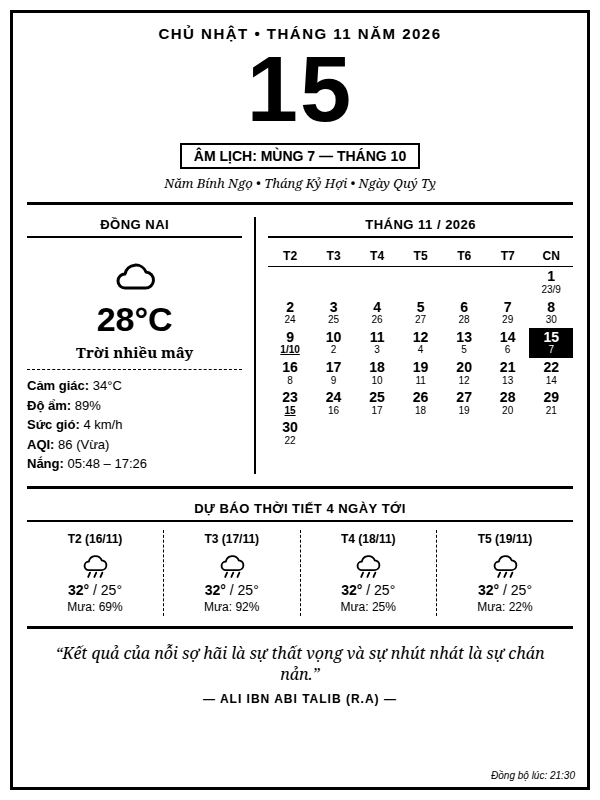 CHỦ NHẬT • THÁNG 11 NĂM 2026
15
ÂM LỊCH: MÙNG 7 — THÁNG 10
Năm Bính Ngọ • Tháng Kỷ Hợi • Ngày Quý Tỵ
ĐỒNG NAI
28°C
Trời nhiều mây
Cảm giác: 34°C
Độ ẩm: 89%
Sức gió: 4 km/h
AQI: 86 (Vừa)
Nắng: 05:48 – 17:26
THÁNG 11 / 2026
T2 T3 T4 T5 T6 T7 CN
1
23/9
2 3 4 5 6 7 8
24 25 26 27 28 29 30
9 10 11 12 13 14 15
1/10 2 3 4 5 6 7
16 17 18 19 20 21 22
8 9 10 11 12 13 14
23 24 25 26 27 28 29
15 16 17 18 19 20 21
30
22
DỰ BÁO THỜI TIẾT 4 NGÀY TỚI
T2 (16/11) T3 (17/11) T4 (18/11) T5 (19/11)
32° / 25° 32° / 25° 32° / 25° 32° / 25°
Mưa: 69% Mưa: 92% Mưa: 25% Mưa: 22%
“Kết quả của nỗi sợ hãi là sự thất vọng và sự nhút nhát là sự chán
nản.”
— ALI IBN ABI TALIB (R.A) —
Đồng bộ lúc: 21:30